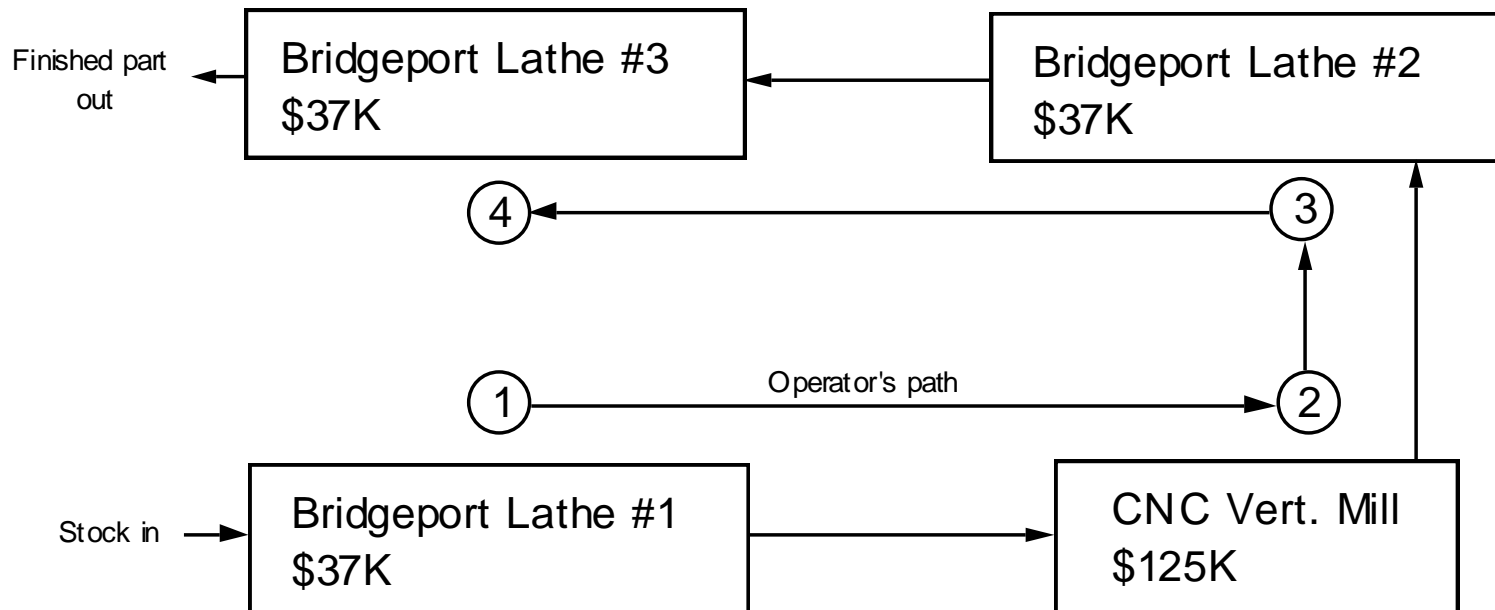 Finished part
out
Bridgeport Lathe #3
$37K
Bridgeport Lathe #2
$37K
4
3
1
Operator's path
2
Stock in
Bridgeport Lathe #1
$37K
CNC Vert. Mill
$125K